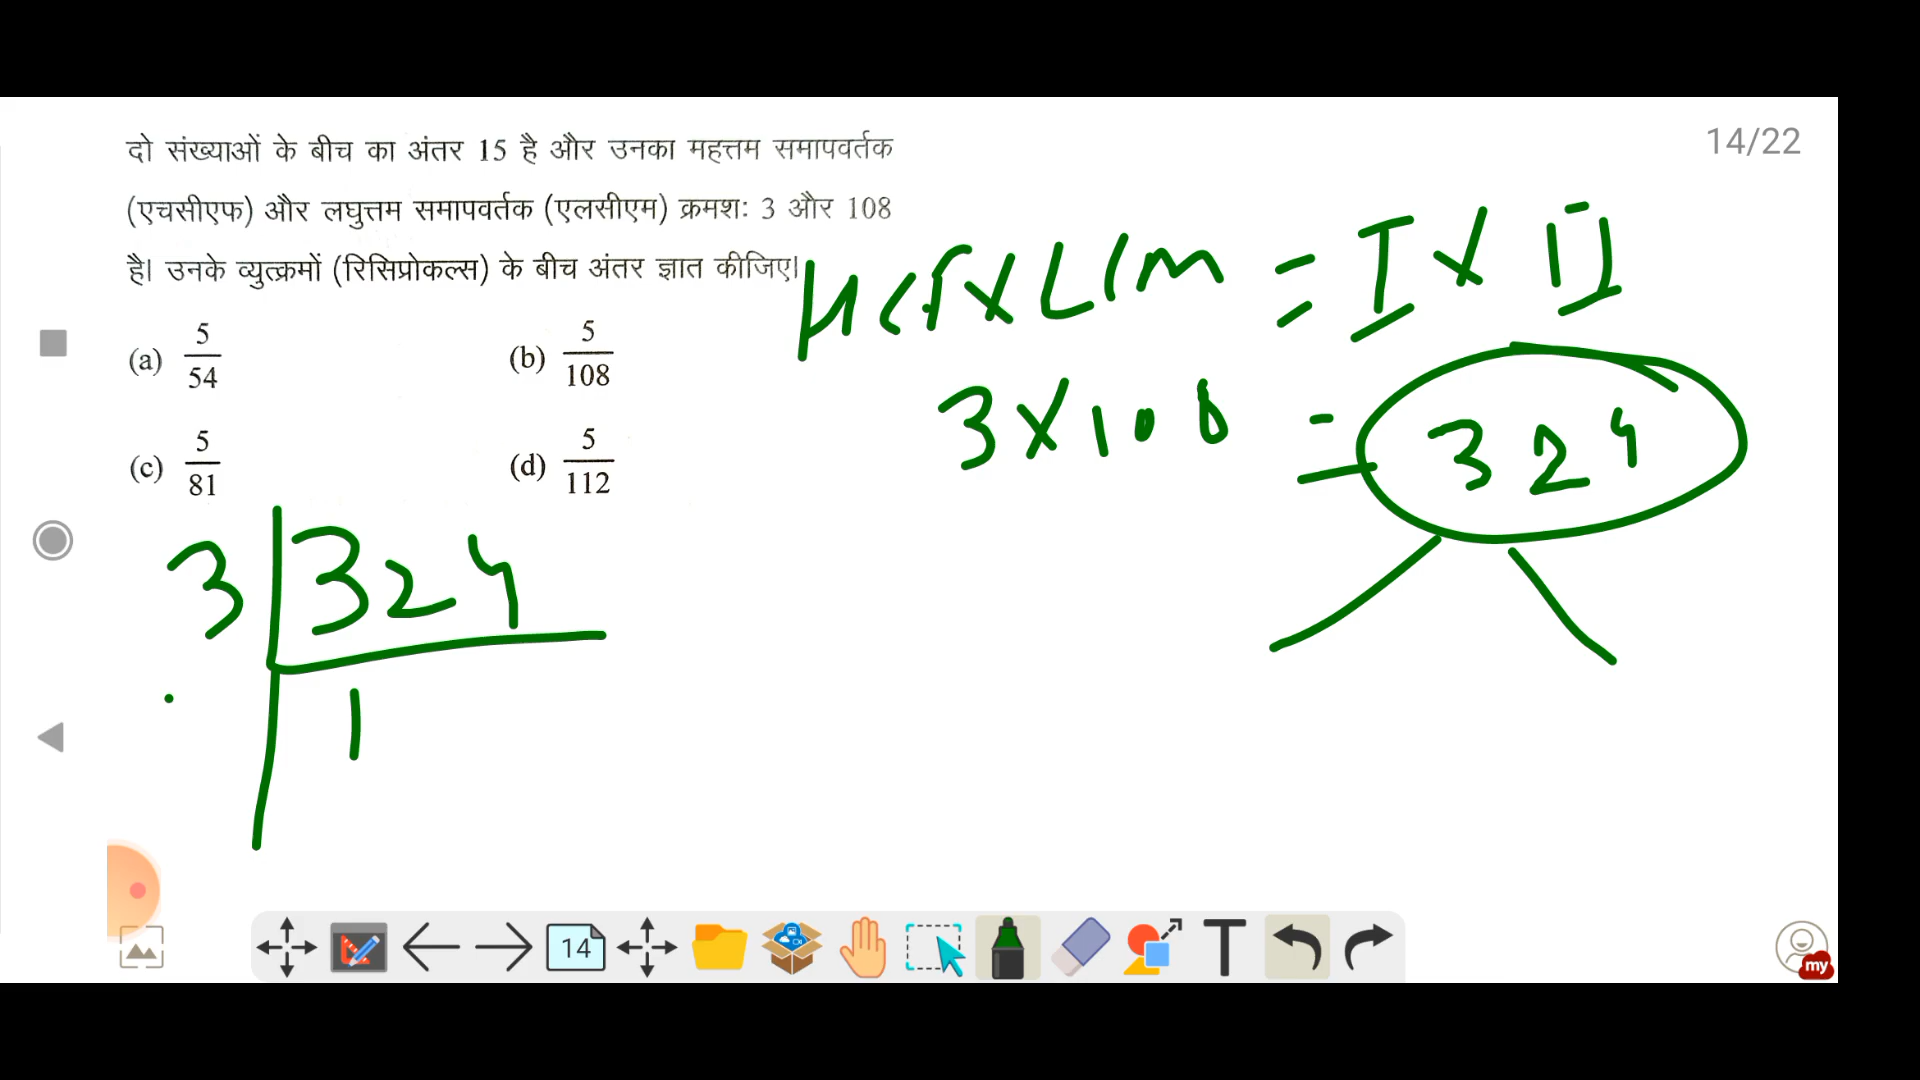 14/22
दो संख्याओं के बीच का अंतर 15 है और उनका महत्तम समापवर्तक
(एचसीएफ) और लघुत्तम समापवर्तक (एलसीएम) क्रमश: 3 और 108
है। उनके व्युत्क्रमों (रिसिप्रोकल्स) के बीच अंतर ज्ञात कीजिए।
(a) 5/54 (b) 5/108
(c) 5/81 (d) 5/112
HCF X LCM = I X II
3 X 108 = 324
3 | 324
1
14
T
my